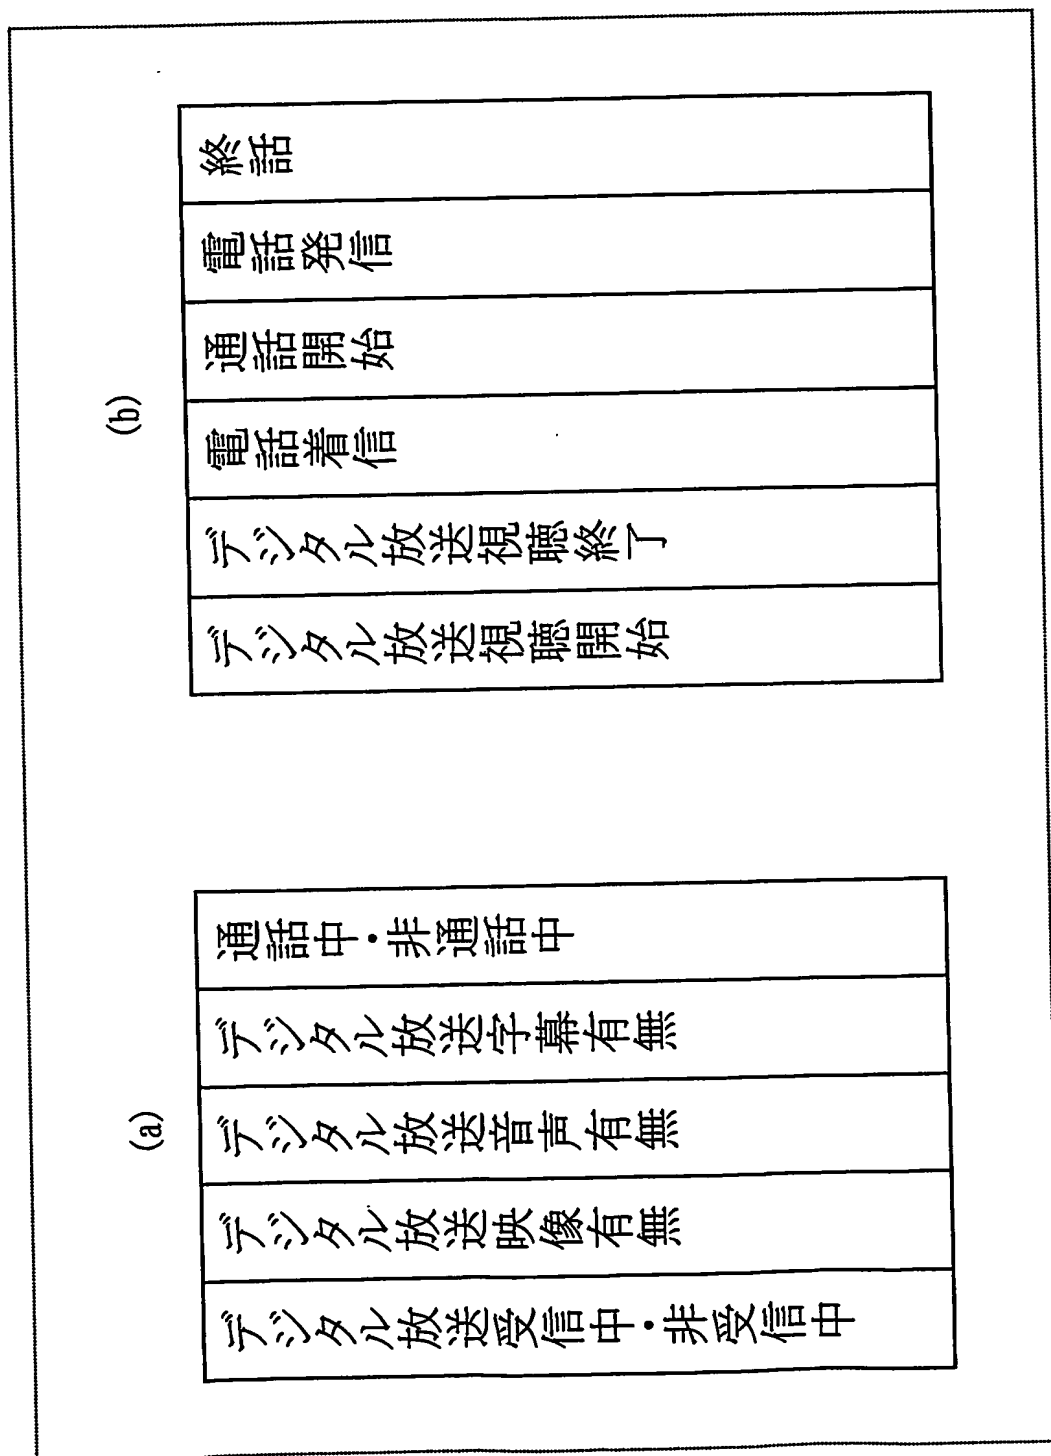 (b)
終話
電話発信
通話開始
電話着信
デジタル放送視聴終了
デジタル放送視聴開始
(a)
通話中・非通話中
デジタル放送字幕有無
デジタル放送音声有無
デジタル放送映像有無
デジタル放送受信中・非受信中